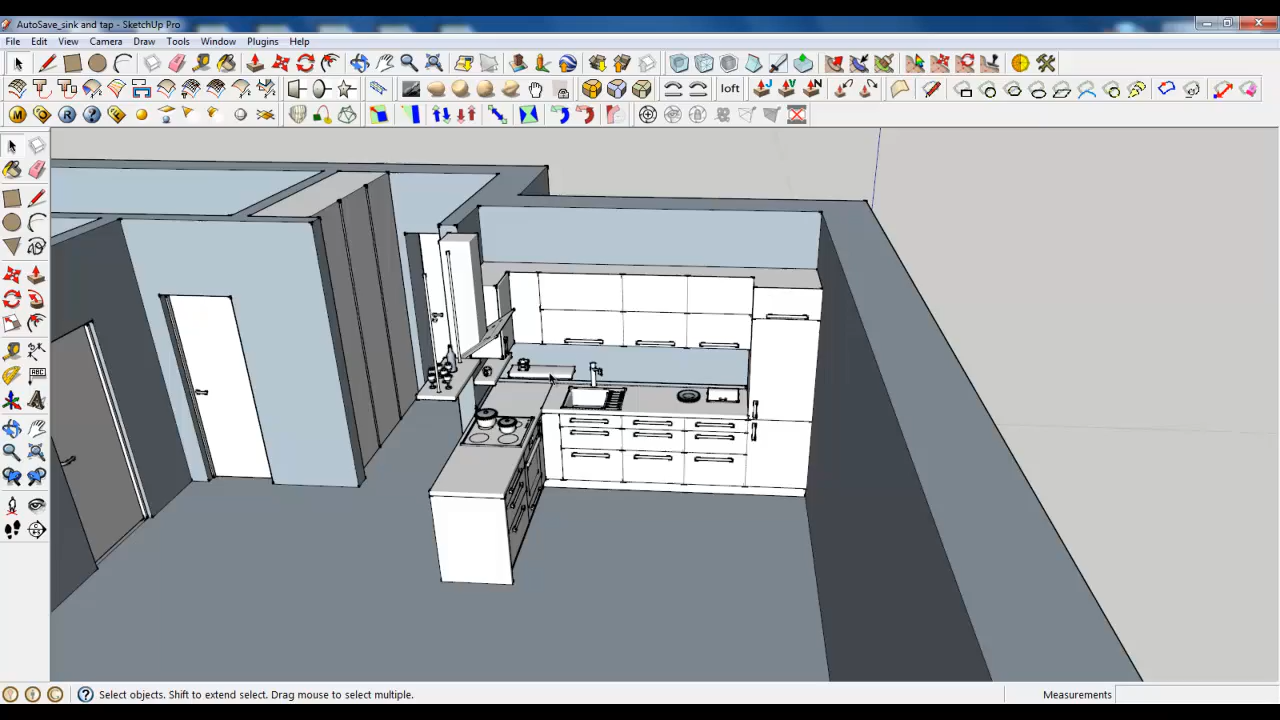 AutoSave_sink and tap - SketchUp Pro
File Edit View Camera Draw Tools Window Plugins Help
loft
M R ?
ABC
? Select objects. Shift to extend select. Drag mouse to select multiple. Measurements